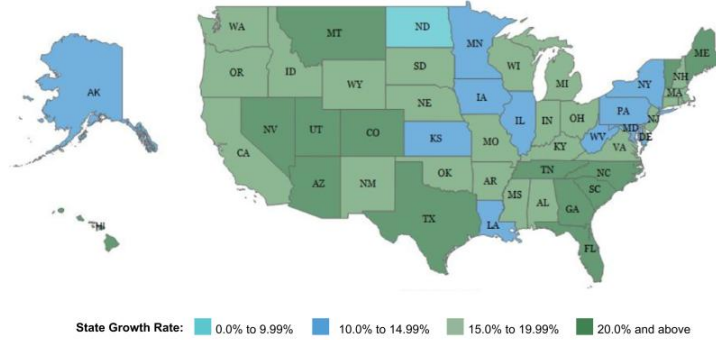 WA
MT
ND
MN
ME
OR
ID
SD
WI
MI
NY
NH
MA
AK
WY
NE
IA
PA
NJ
NV
UT
CO
KS
IL
IN
OH
MD
DE
WV
CA
MO
KY
VA
AZ
NM
OK
AR
TN
NC
SC
MS
AL
GA
TX
LA
FL
HI
State Growth Rate: 0.0% to 9.99% 10.0% to 14.99% 15.0% to 19.99% 20.0% and above